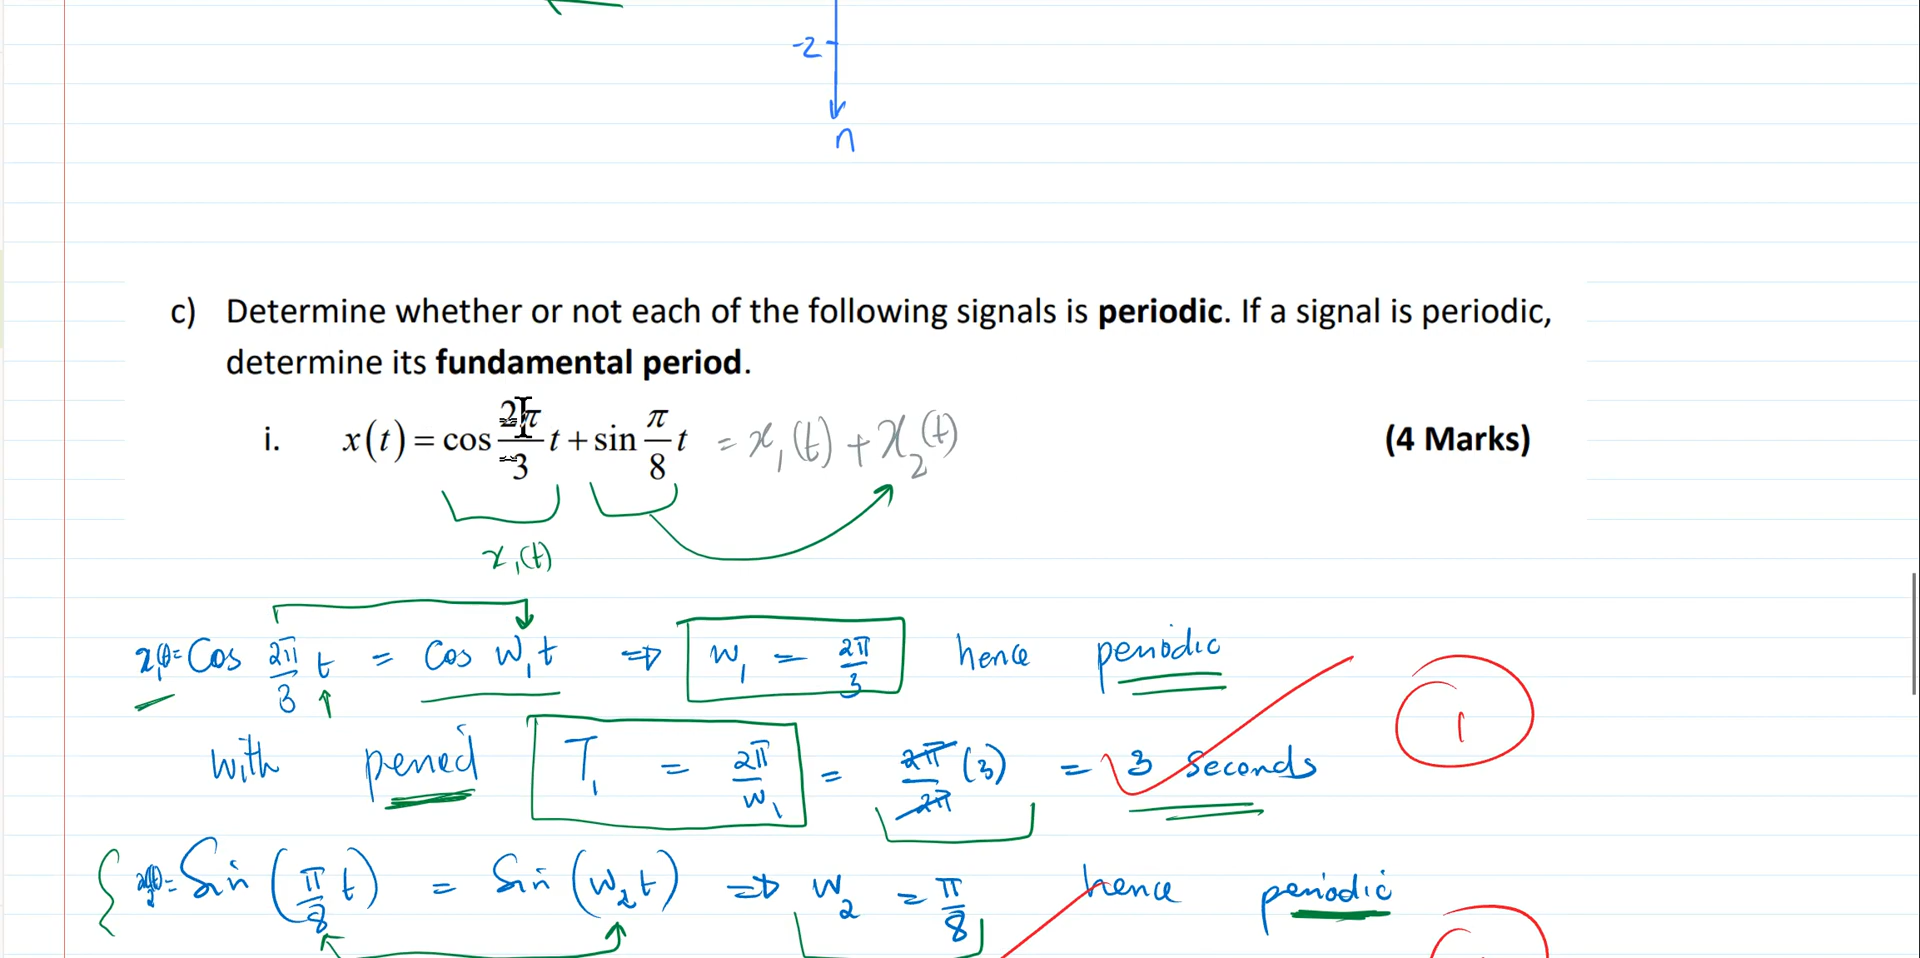 -2
n
c) Determine whether or not each of the following signals is periodic. If a signal is periodic,
determine its fundamental period.
i. x(t) = cos 2π/3 t + sin π/8 t = x₁(t) + x₂(t) (4 Marks)
x₁(t)
x₁(t) = Cos 2π/3 t = Cos W₁t ⇒ W₁ = 2π/3 hence periodic
1
with period T₁ = 2π/W₁ = 2π/2π (3) = 3 Seconds
Sin (π/8 t) = Sin (W₂t) ⇒ W₂ = π/8 hence periodic